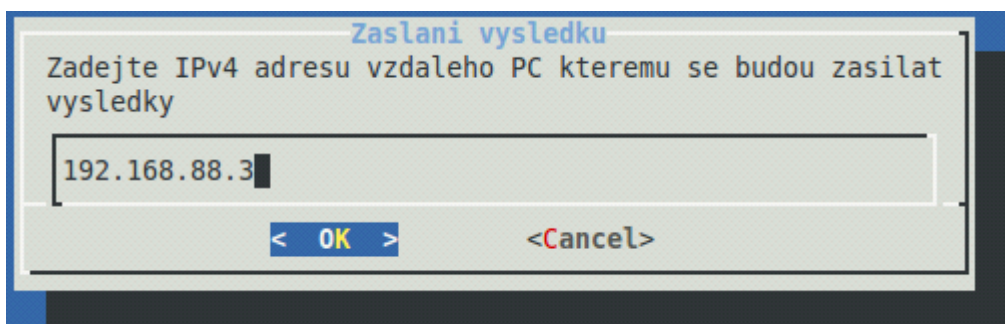 Zaslani vysledku
Zadejte IPv4 adresu vzdaleho PC kteremu se budou zasilat
vysledky
192.168.88.3
< OK > <Cancel>